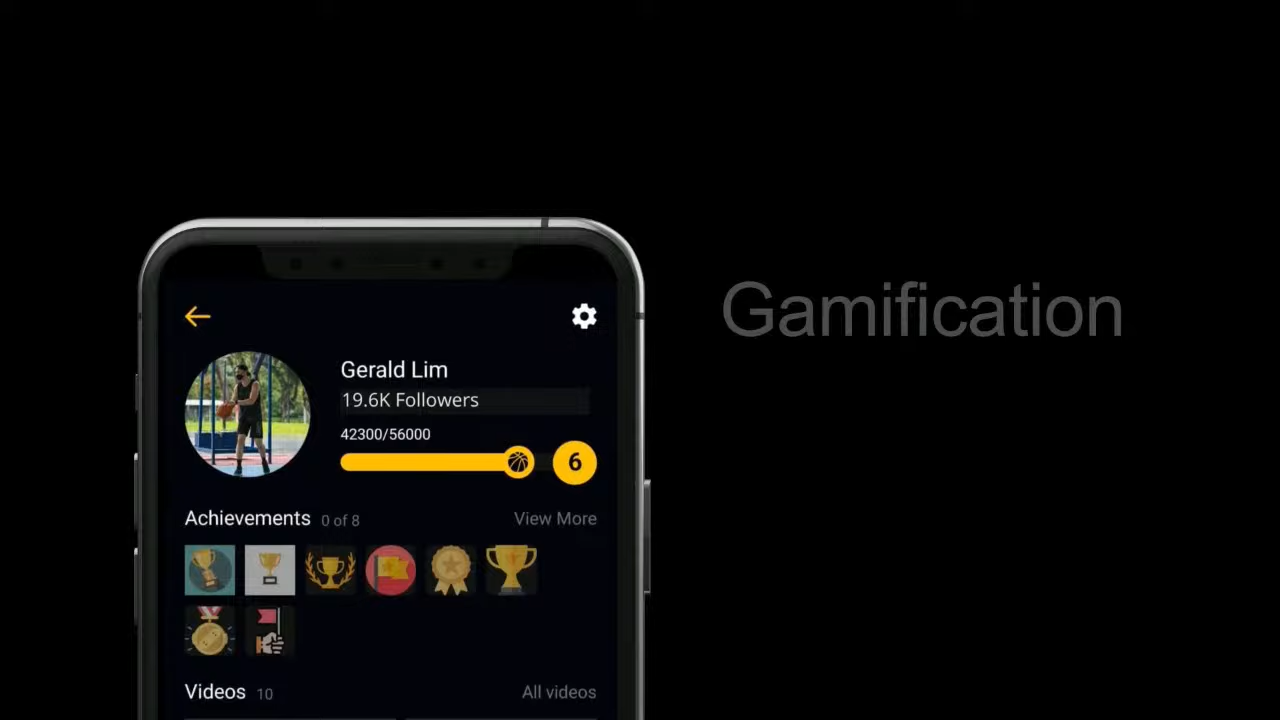 Gamification
Gerald Lim
19.6K Followers
42300/56000
6
Achievements 0 of 8 View More
Videos 10 All videos